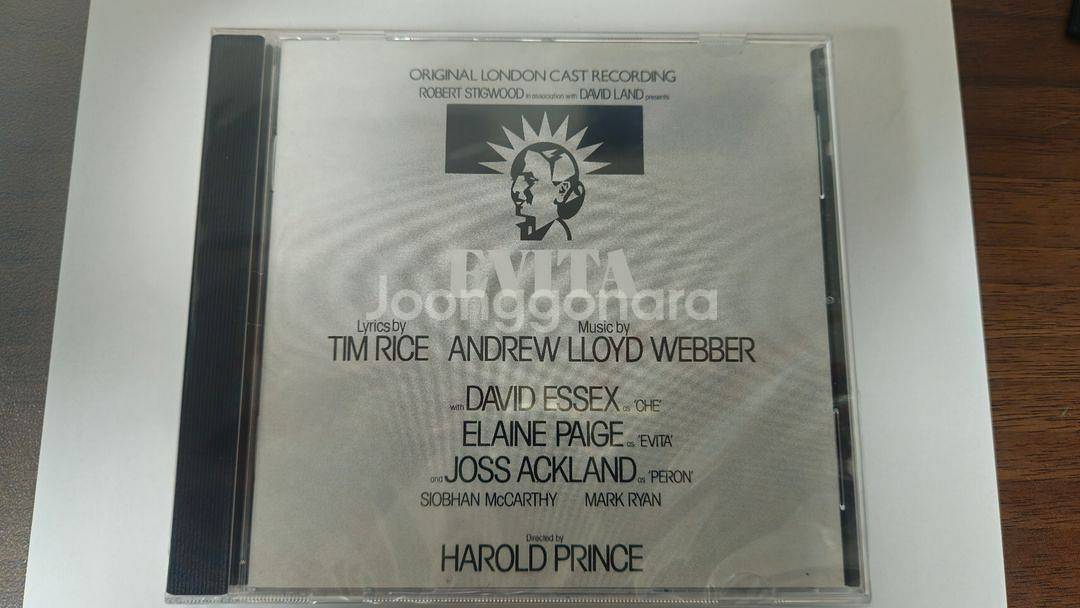 ORIGINAL LONDON CAST RECORDING
ROBERT STIGWOOD in association with DAVID LAND presents
EVITA
Joonggonara
Lyrics by Music by
TIM RICE ANDREW LLOYD WEBBER
with DAVID ESSEX as 'CHE'
ELAINE PAIGE as 'EVITA'
and JOSS ACKLAND as 'PERON'
SIOBHAN McCARTHY MARK RYAN
Directed by
HAROLD PRINCE